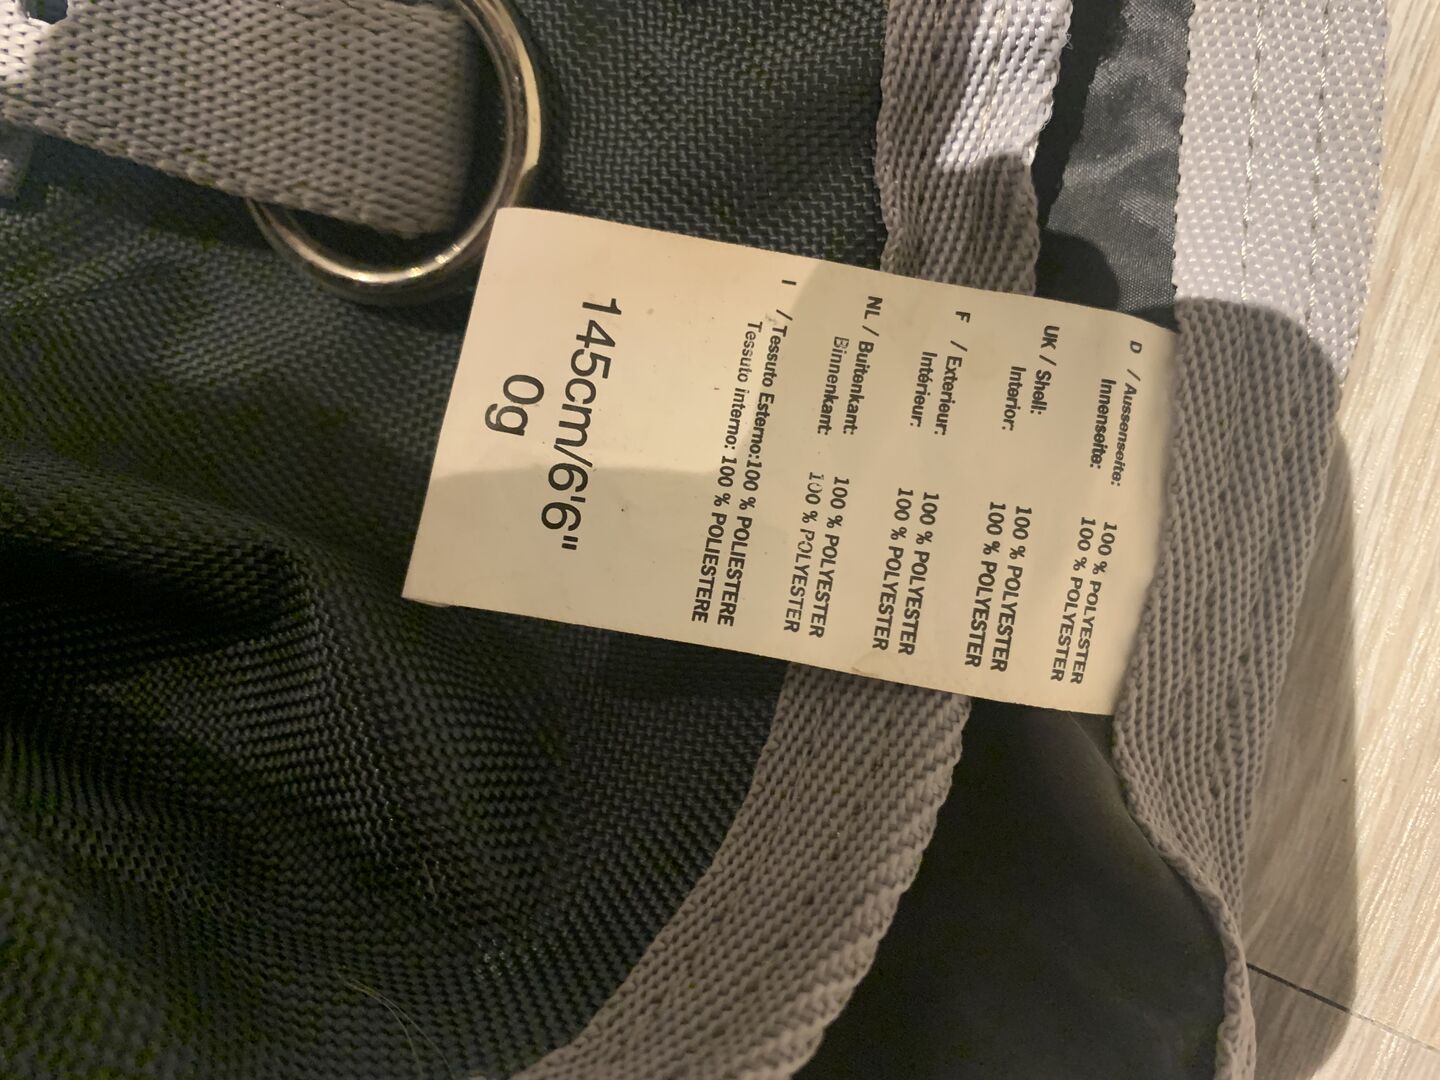 D / Aussenseite: 100 % POLYESTER
Innenseite: 100 % POLYESTER
UK / Shell: 100 % POLYESTER
Interior: 100 % POLYESTER
F / Exterieur: 100 % POLYESTER
Intérieur: 100 % POLYESTER
NL / Buitenkant: 100 % POLYESTER
Binnenkant: 100 % POLYESTER
I / Tessuto Esterno:100 % POLIESTERE
Tessuto interno: 100 % POLIESTERE
145cm/6'6"
0g